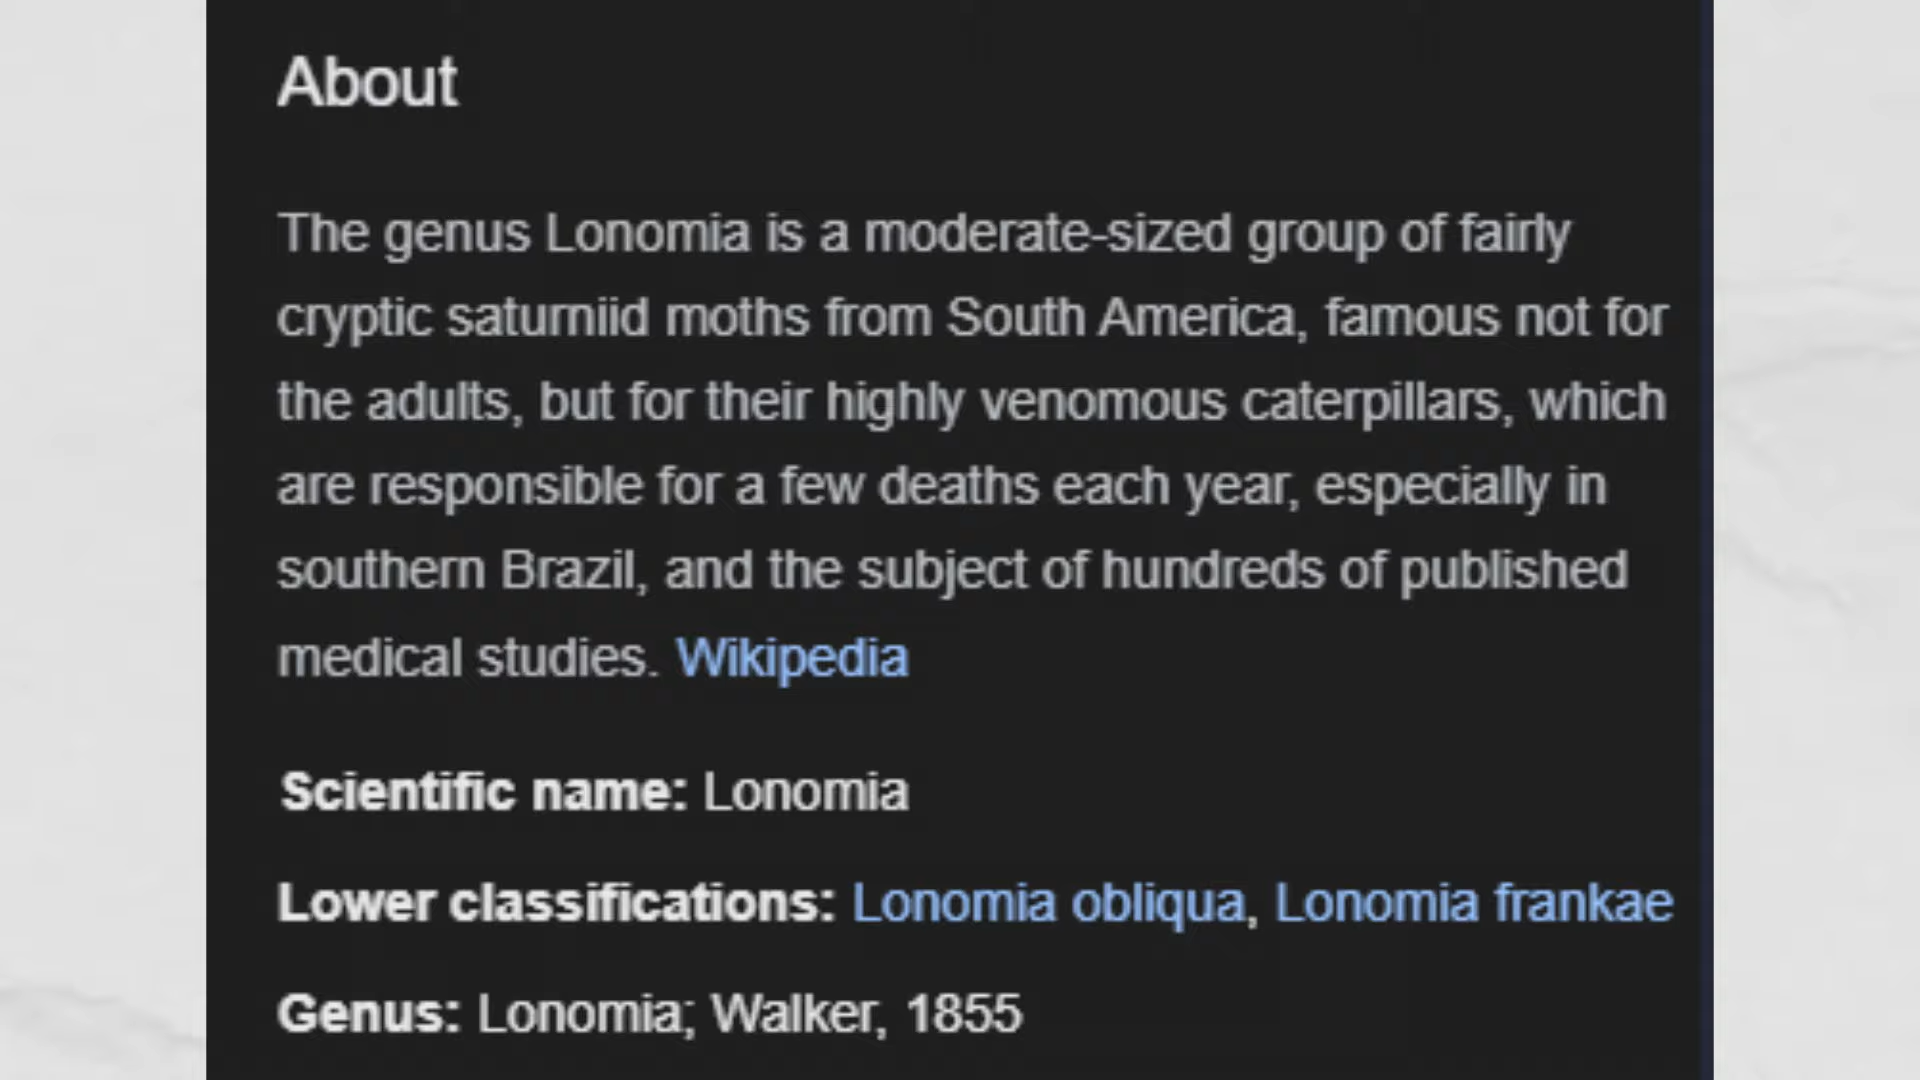 About
The genus Lonomia is a moderate-sized group of fairly
cryptic saturniid moths from South America, famous not for
the adults, but for their highly venomous caterpillars, which
are responsible for a few deaths each year, especially in
southern Brazil, and the subject of hundreds of published
medical studies. Wikipedia
Scientific name: Lonomia
Lower classifications: Lonomia obliqua, Lonomia frankae
Genus: Lonomia; Walker, 1855